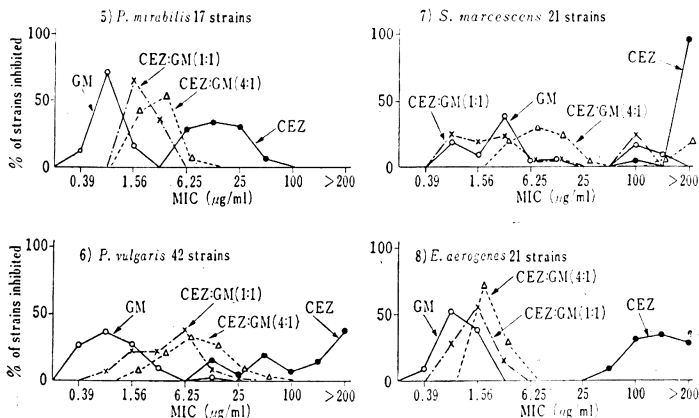 5) P. mirabilis 17 strains
% of strains inhibited
100
50
0
GM
CEZ:GM(1:1)
CEZ:GM(4:1)
CEZ
0.39 1.56 6.25 25 100 >200
MIC (μg/ml)
7) S. marcescens 21 strains
100
50
0
CEZ:GM(1:1)
GM
CEZ:GM(4:1)
CEZ
0.39 1.56 6.25 25 100 >200
MIC (μg/ml)
6) P. vulgaris 42 strains
% of strains inhibited
100
50
0
GM
CEZ:GM(1:1)
CEZ:GM(4:1)
CEZ
0.39 1.56 6.25 25 100 >200
MIC (μg/ml)
8) E. aerogenes 21 strains
100
50
0
GM
CEZ:GM(4:1)
CEZ:GM(1:1)
CEZ
0.39 1.56 6.25 25 100 >200
MIC (μg/ml)